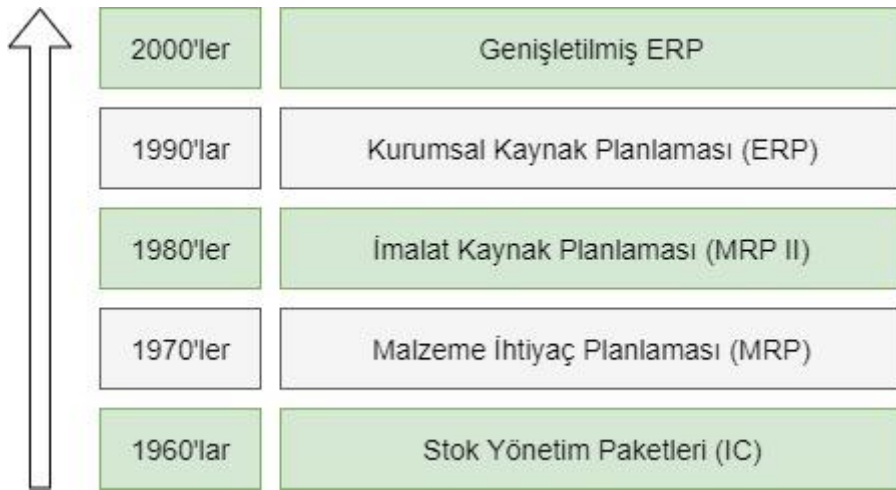 2000'ler Genişletilmiş ERP
1990'lar Kurumsal Kaynak Planlaması (ERP)
1980'ler İmalat Kaynak Planlaması (MRP II)
1970'ler Malzeme İhtiyaç Planlaması (MRP)
1960'lar Stok Yönetim Paketleri (IC)